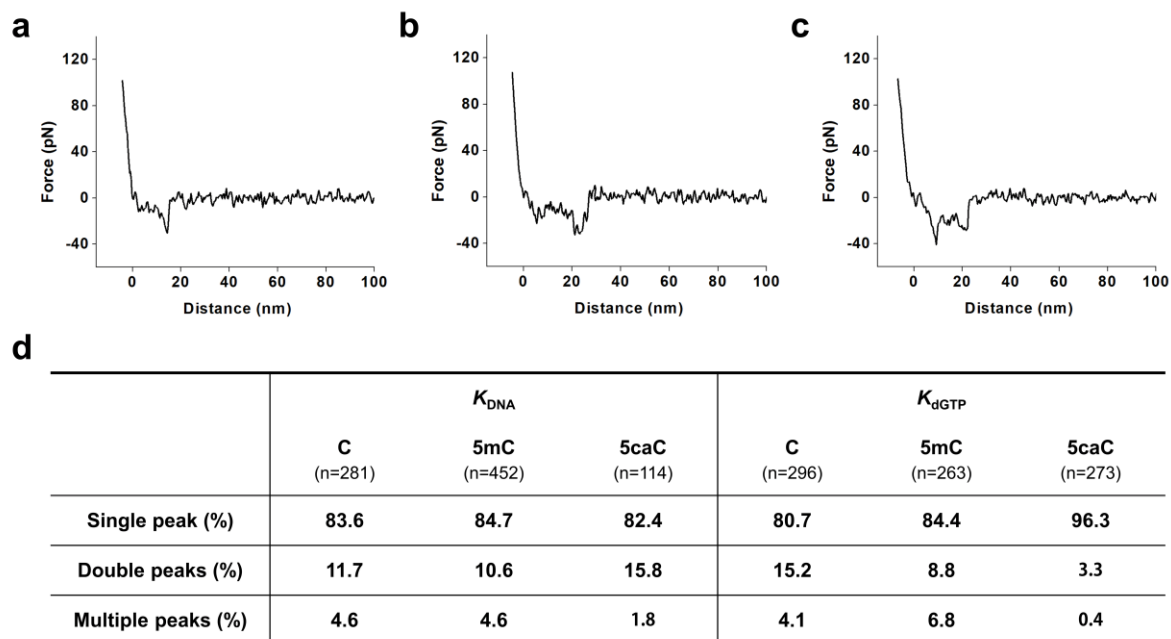 a
b
c
120
80
40
0
-40
Force (pN)
0 20 40 60 80 100
Distance (nm)
120
80
40
0
-40
Force (pN)
0 20 40 60 80 100
Distance (nm)
120
80
40
0
-40
Force (pN)
0 20 40 60 80 100
Distance (nm)
d
KDNA KdGTP
C 5mC 5caC C 5mC 5caC
(n=281) (n=452) (n=114) (n=296) (n=263) (n=273)
Single peak (%) 83.6 84.7 82.4 80.7 84.4 96.3
Double peaks (%) 11.7 10.6 15.8 15.2 8.8 3.3
Multiple peaks (%) 4.6 4.6 1.8 4.1 6.8 0.4